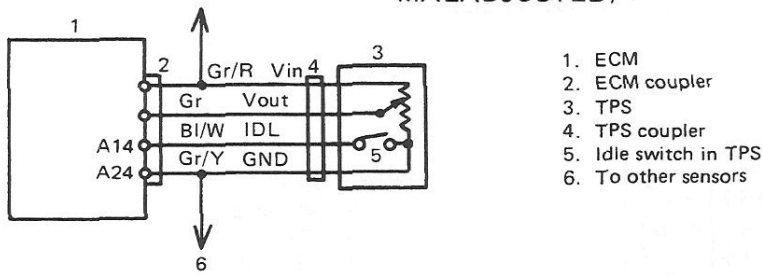 1
2
Gr/R Vin 4
3
Gr Vout
Bl/W IDL
A14
5
Gr/Y GND
A24
6
1. ECM
2. ECM coupler
3. TPS
4. TPS coupler
5. Idle switch in TPS
6. To other sensors